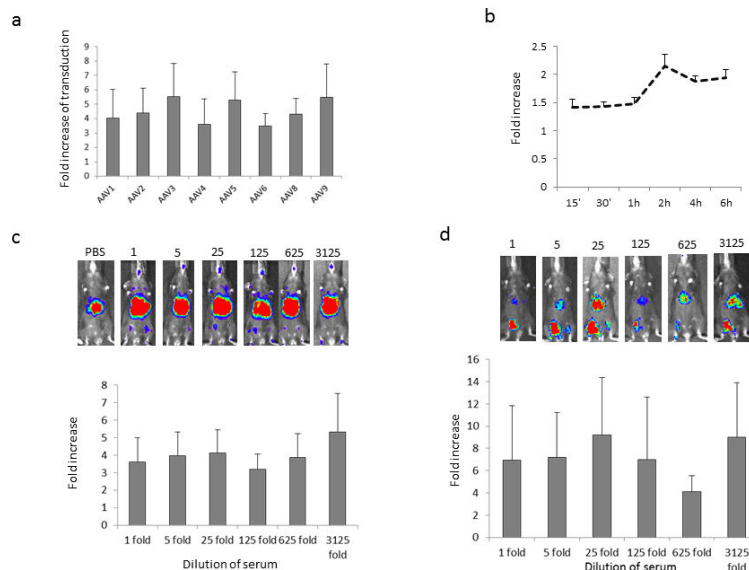 a
Fold increase of transduction
9
8
7
6
5
4
3
2
1
0
AAV1 AAV2 AAV3 AAV4 AAV5 AAV6 AAV8 AAV9
b
Fold increase
2.5
2
1.5
1
0.5
0
15' 30' 1h 2h 4h 6h
c
PBS 1 5 25 125 625 3125
Fold increase
8
7
6
5
4
3
2
1
0
1 fold 5 fold 25 fold 125 fold 625 fold 3125 fold
Dilution of serum
d
1 5 25 125 625 3125
Fold increase
16
14
12
10
8
6
4
2
0
1 fold 5 fold 25 fold 125 fold 625 fold 3125 fold
Dilution of serum